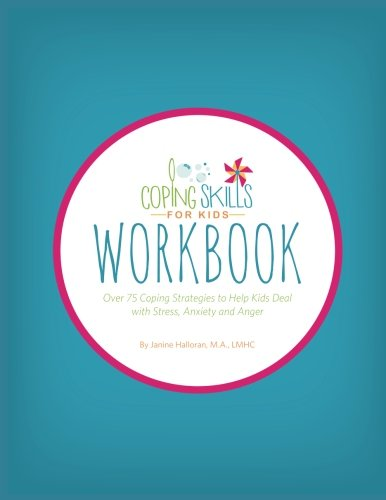 COPING SKILLS
FOR KIDS
WORKBOOK
Over 75 Coping Strategies to Help Kids Deal
with Stress, Anxiety and Anger
By Janine Halloran, M.A., LMHC